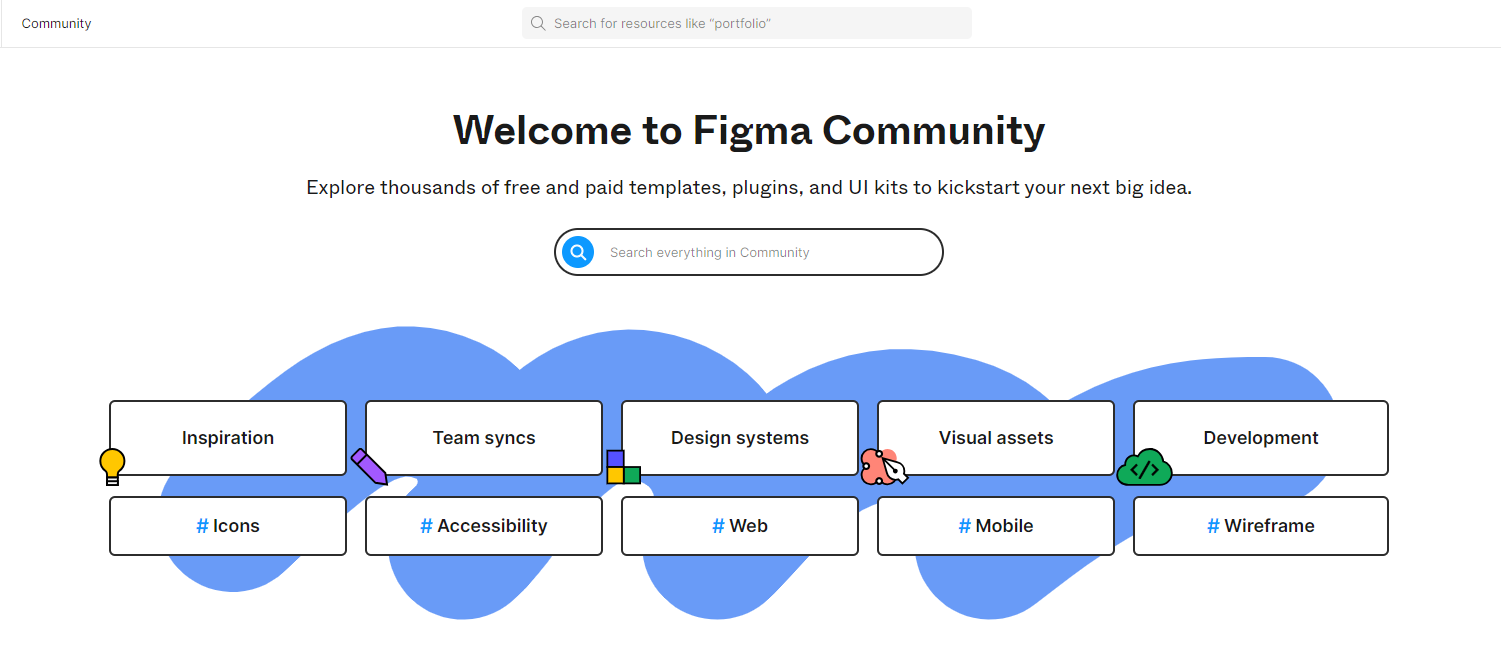 Community
Search for resources like “portfolio”
Welcome to Figma Community
Explore thousands of free and paid templates, plugins, and UI kits to kickstart your next big idea.
Search everything in Community
Inspiration
Team syncs
Design systems
Visual assets
Development
</>
# Icons
# Accessibility
# Web
# Mobile
# Wireframe